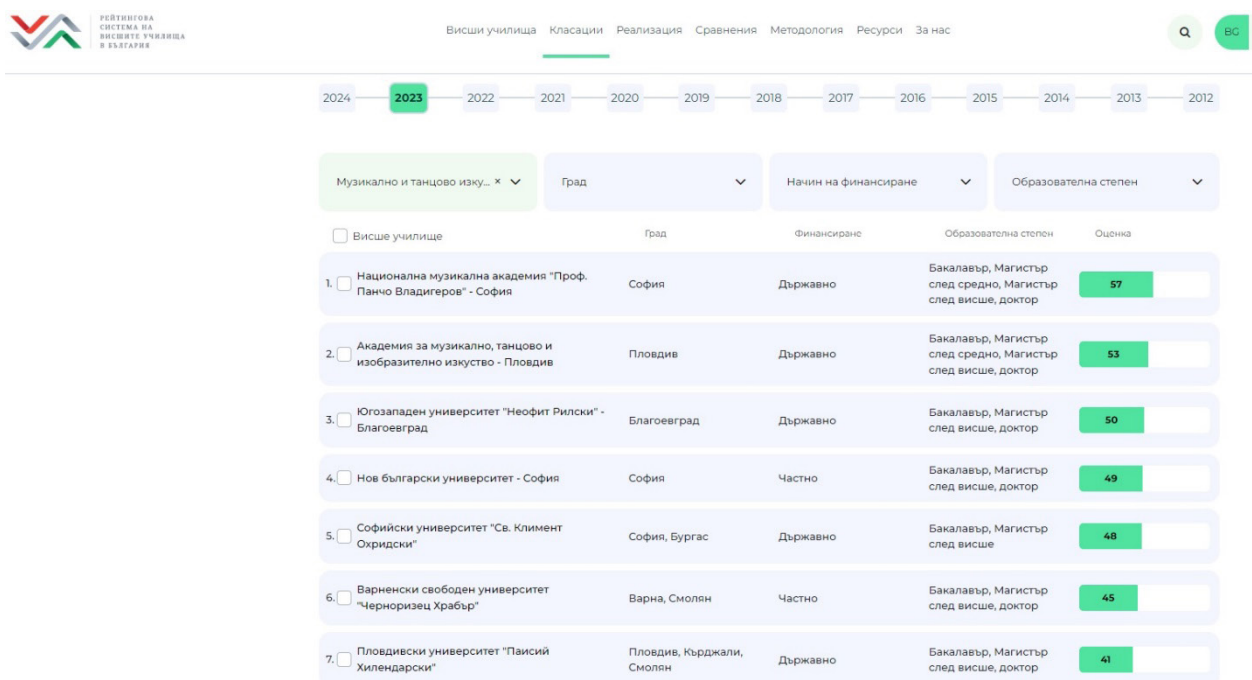 РЕЙТИНГОВА
СИСТЕМА НА
ВИСШИТЕ УЧИЛИЩА
В БЪЛГАРИЯ
Висши училища Класации Реализация Сравнения Методология Ресурси За нас
BG
2024 2023 2022 2021 2020 2019 2018 2017 2016 2015 2014 2013 2012
Музикално и танцово изку... × Град Начин на финансиране Образователна степен
Висше училище Град Финансиране Образователна степен Оценка
1. Национална музикална академия "Проф.
Панчо Владигеров" - София
София
Държавно
Бакалавър, Магистър
след средно, Магистър
след висше, доктор
57
2. Академия за музикално, танцово и
изобразително изкуство - Пловдив
Пловдив
Държавно
Бакалавър, Магистър
след средно, Магистър
след висше, доктор
53
3. Югозападен университет "Неофит Рилски" -
Благоевград
Благоевград
Държавно
Бакалавър, Магистър
след висше, доктор
50
4. Нов български университет - София
София
Частно
Бакалавър, Магистър
след висше, доктор
49
5. Софийски университет "Св. Климент
Охридски"
София, Бургас
Държавно
Бакалавър, Магистър
след висше
48
6. Варненски свободен университет
"Черноризец Храбър"
Варна, Смолян
Частно
Бакалавър, Магистър
след висше, доктор
45
7. Пловдивски университет "Паисий
Хилендарски"
Пловдив, Кърджали,
Смолян
Държавно
Бакалавър, Магистър
след висше, доктор
41